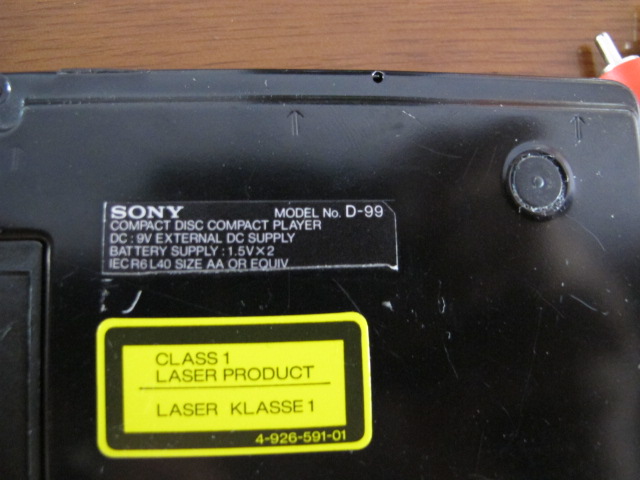 SONY MODEL No. D-99
COMPACT DISC COMPACT PLAYER
DC : 9V EXTERNAL DC SUPPLY
BATTERY SUPPLY : 1.5V×2
IEC R6 L40 SIZE AA OR EQUIV
CLASS 1
LASER PRODUCT
LASER KLASSE 1
4-926-591-01